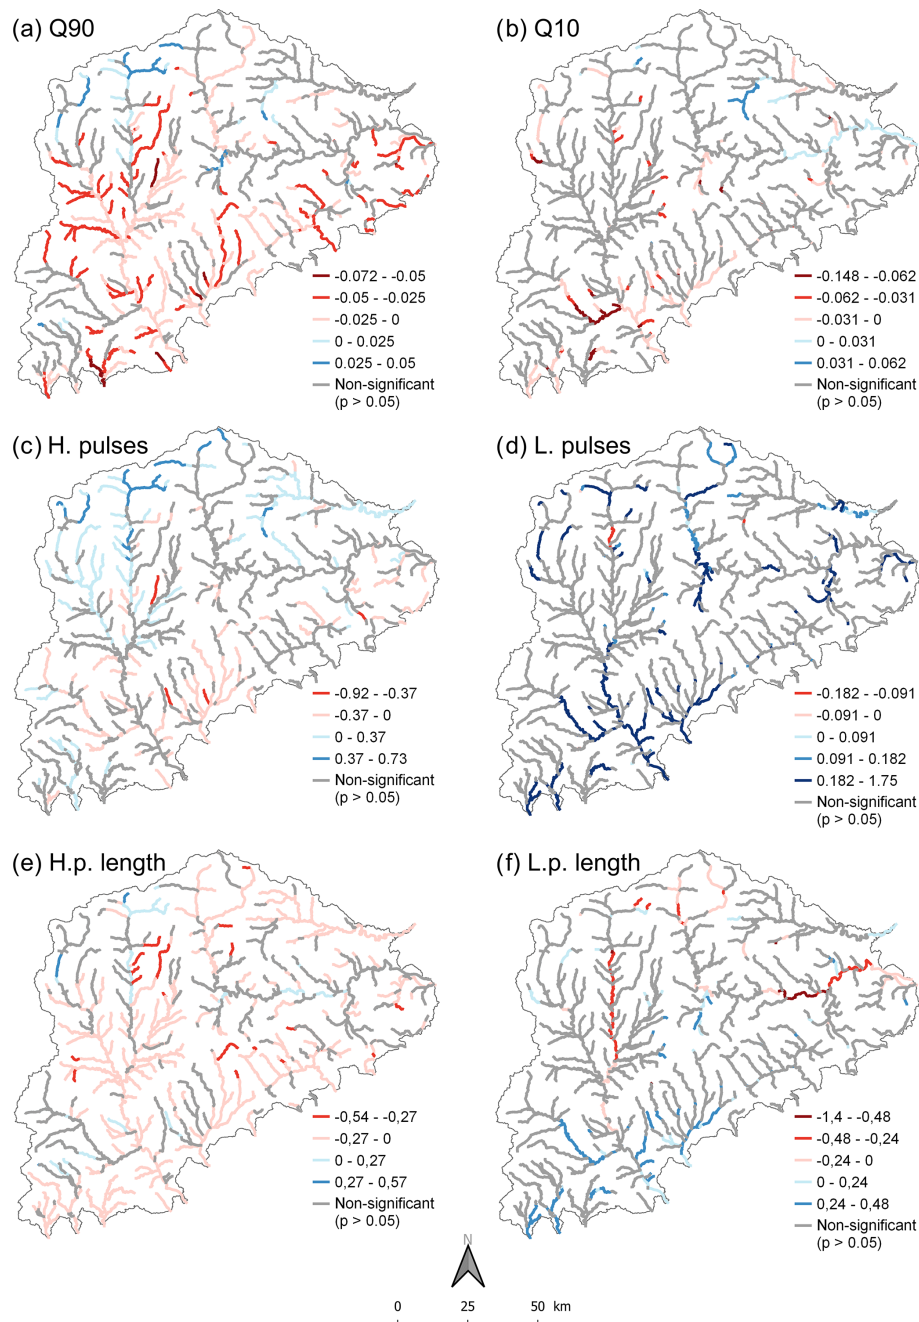 (a) Q90
-0.072 - -0.05
-0.05 - -0.025
-0.025 - 0
0 - 0.025
0.025 - 0.05
Non-significant
(p > 0.05)
(b) Q10
-0.148 - -0.062
-0.062 - -0.031
-0.031 - 0
0 - 0.031
0.031 - 0.062
Non-significant
(p > 0.05)
(c) H. pulses
-0.92 - -0.37
-0.37 - 0
0 - 0.37
0.37 - 0.73
Non-significant
(p > 0.05)
(d) L. pulses
-0.182 - -0.091
-0.091 - 0
0 - 0.091
0.091 - 0.182
0.182 - 1.75
Non-significant
(p > 0.05)
(e) H.p. length
-0,54 - -0,27
-0,27 - 0
0 - 0,27
0,27 - 0,57
Non-significant
(p > 0.05)
(f) L.p. length
-1,4 - -0,48
-0,48 - -0,24
-0,24 - 0
0 - 0,24
0,24 - 0,48
Non-significant
(p > 0.05)
N
0 25 50 km